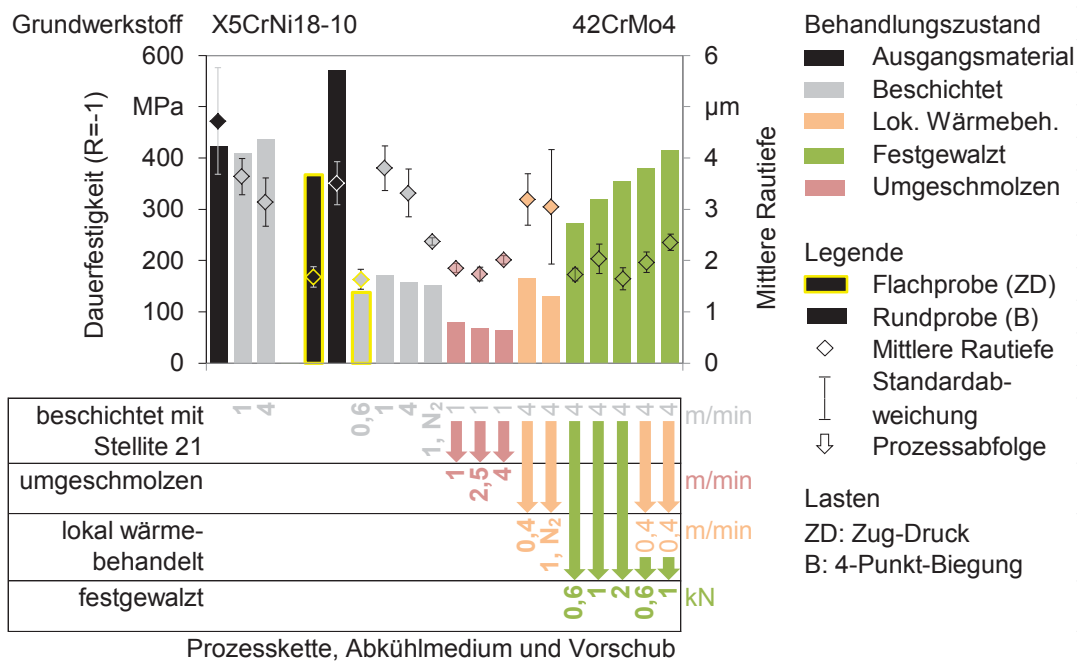 Grundwerkstoff X5CrNi18-10 42CrMo4
600
MPa
400
300
200
100
0
Dauerfestigkeit (R=-1)
6
µm
4
3
2
1
0
Mittlere Rautiefe
Behandlungszustand
Ausgangsmaterial
Beschichtet
Lok. Wärmebeh.
Festgewalzt
Umgeschmolzen
Legende
Flachprobe (ZD)
Rundprobe (B)
Mittlere Rautiefe
Standardab-
weichung
Prozessabfolge
Lasten
ZD: Zug-Druck
B: 4-Punkt-Biegung
beschichtet mit
Stellite 21
1 4 0,6 1 4 1, N₂ 1 1 1 4 4 4 4 4 4 4 m/min
umgeschmolzen
1 2,5 4 m/min
lokal wärme-
behandelt
0,4 1, N₂ 0,4 0,4 m/min
festgewalzt
0,6 1 2 0,6 1 kN
Prozesskette, Abkühlmedium und Vorschub